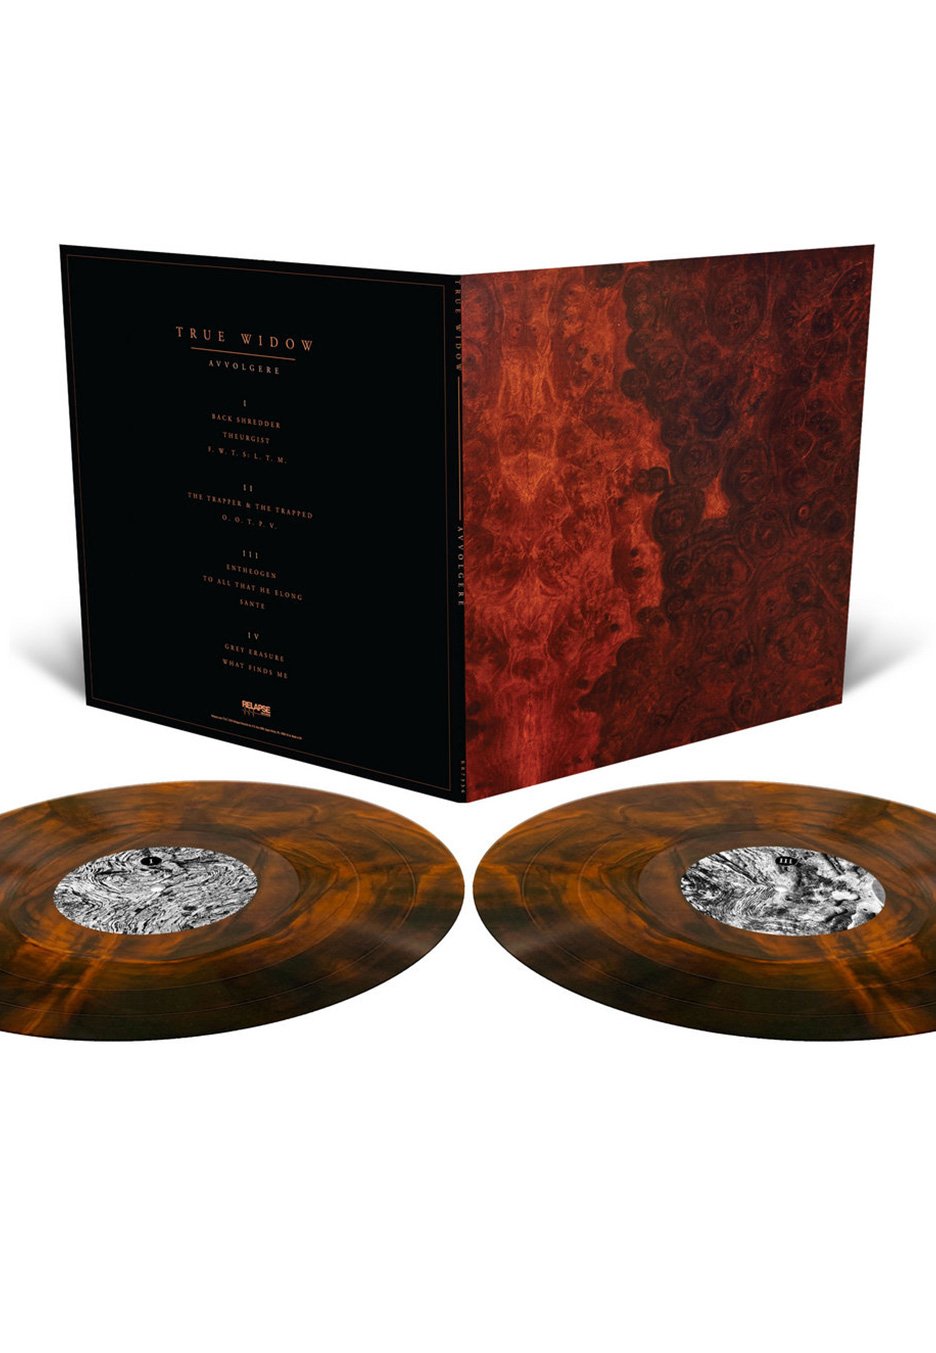 TRUE WIDOW
AVVOLGERE
I
BACK SHREDDER
THEURGIST
F. W. T. S: L. T. M.
II
THE TRAPPER & THE TRAPPED
O. O. T. P. V.
III
ENTHEOGEN
TO ALL THAT HE ELONG
SANTE
IV
GREY ERASURE
WHAT FINDS ME
RELAPSE
TRUE WIDOW
AVVOLGERE
I
III